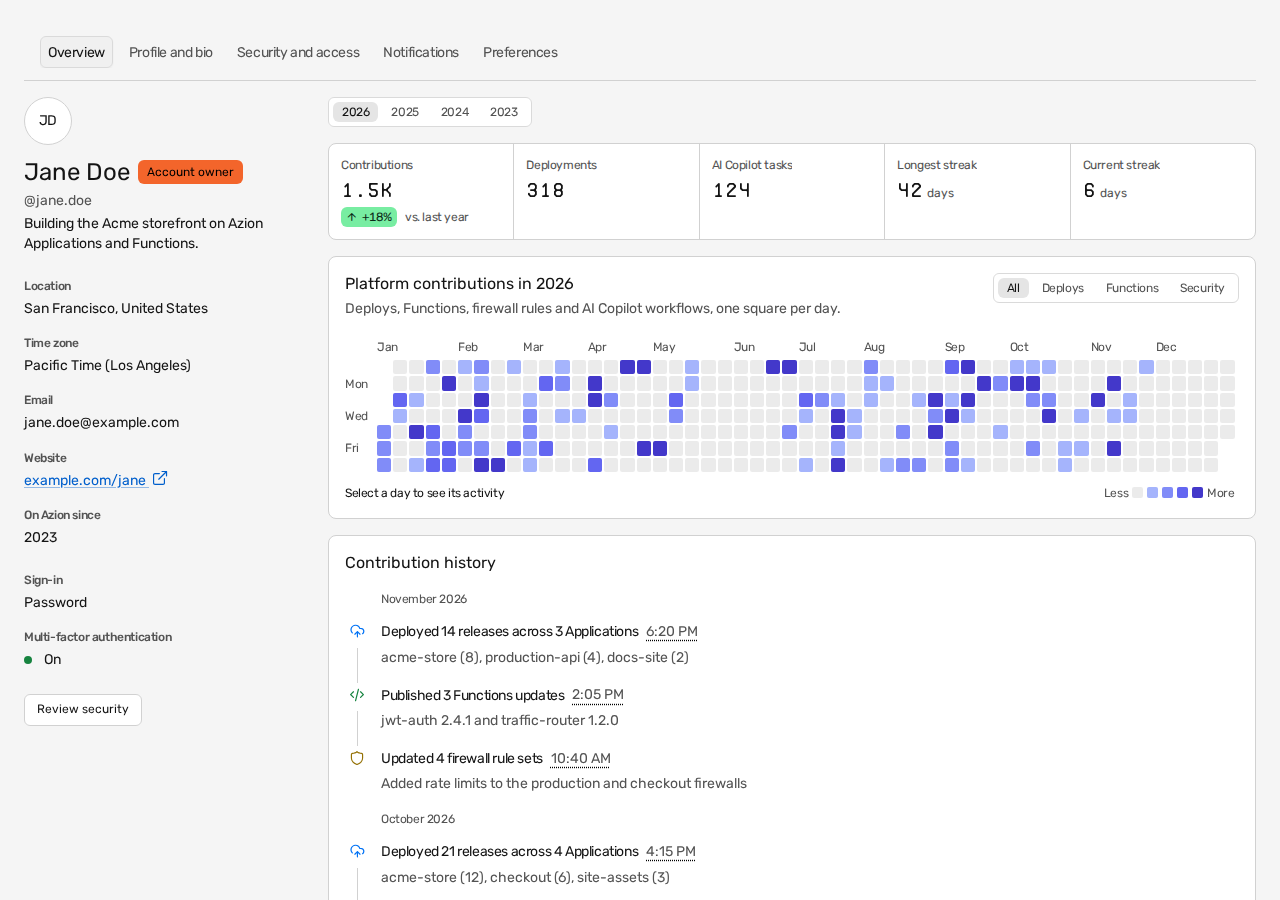 Overview Profile and bio Security and access Notifications Preferences
JD
Jane Doe Account owner
@jane.doe
Building the Acme storefront on Azion
Applications and Functions.
Location
San Francisco, United States
Time zone
Pacific Time (Los Angeles)
Email
jane.doe@example.com
Website
example.com/jane
On Azion since
2023
Sign-in
Password
Multi-factor authentication
On
Review security
2026 2025 2024 2023
Contributions Deployments AI Copilot tasks Longest streak Current streak
1.5K 318 124 42 days 6 days
+18% vs. last year
Platform contributions in 2026
All Deploys Functions Security
Deploys, Functions, firewall rules and AI Copilot workflows, one square per day.
Jan Feb Mar Apr May Jun Jul Aug Sep Oct Nov Dec
Mon
Wed
Fri
Select a day to see its activity
Less More
Contribution history
November 2026
Deployed 14 releases across 3 Applications 6:20 PM
acme-store (8), production-api (4), docs-site (2)
Published 3 Functions updates 2:05 PM
jwt-auth 2.4.1 and traffic-router 1.2.0
Updated 4 firewall rule sets 10:40 AM
Added rate limits to the production and checkout firewalls
October 2026
Deployed 21 releases across 4 Applications 4:15 PM
acme-store (12), checkout (6), site-assets (3)